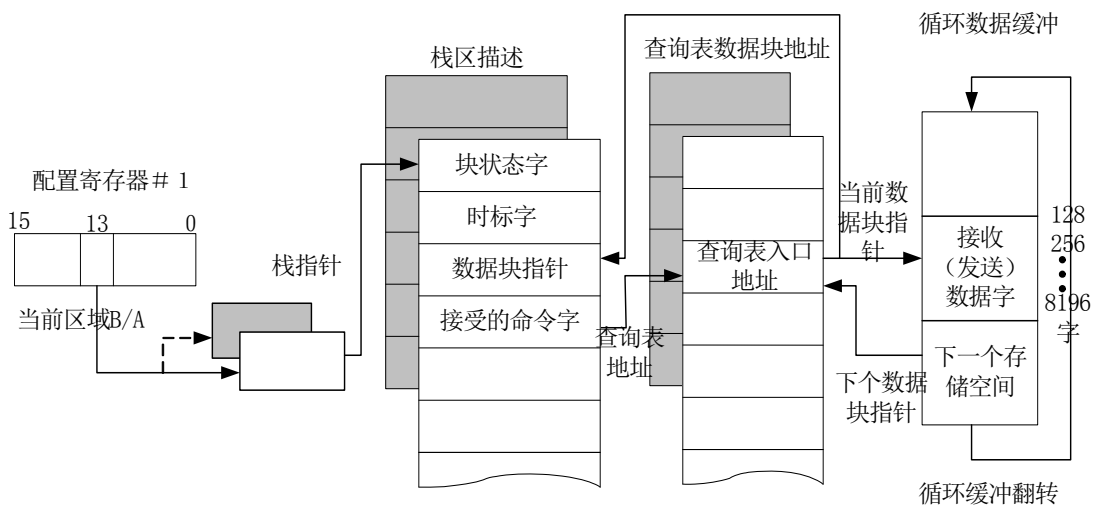 循环数据缓冲
栈区描述
查询表数据块地址
配置寄存器＃1
15
13
0
当前区域B/A
栈指针
块状态字
时标字
数据块指针
接受的命令字
查询表
地址
查询表入口
地址
当前数
据块指
针
下个数据
块指针
接收
（发送）
数据字
下一个存
储空间
128
256
8196
字
循环缓冲翻转